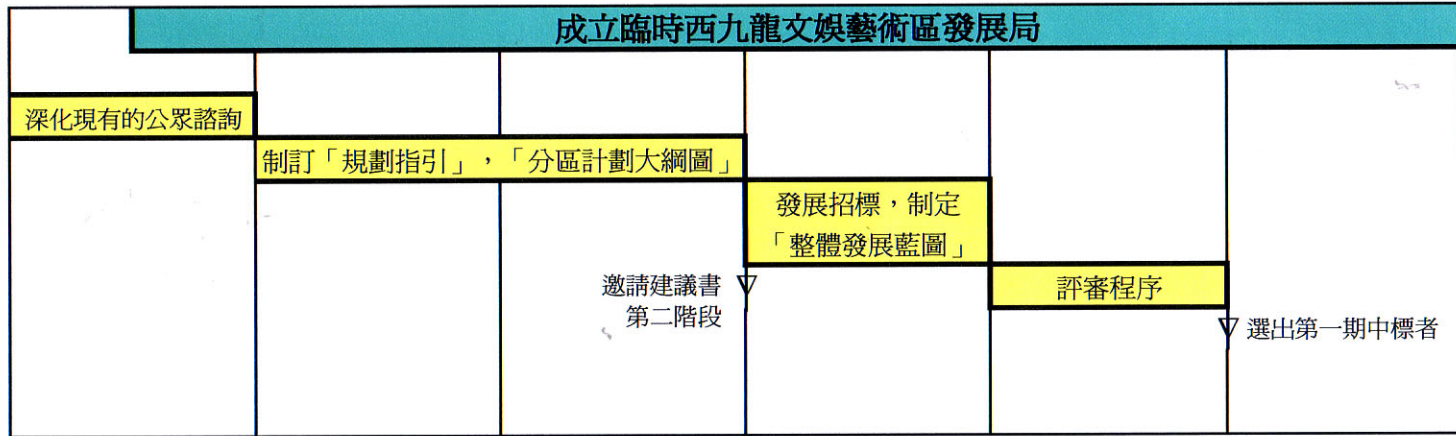 成立臨時西九龍文娛藝術區發展局
深化現有的公眾諮詢
制訂「規劃指引」，「分區計劃大綱圖」
發展招標，制定
「整體發展藍圖」
邀請建議書
第二階段
評審程序
選出第一期中標者